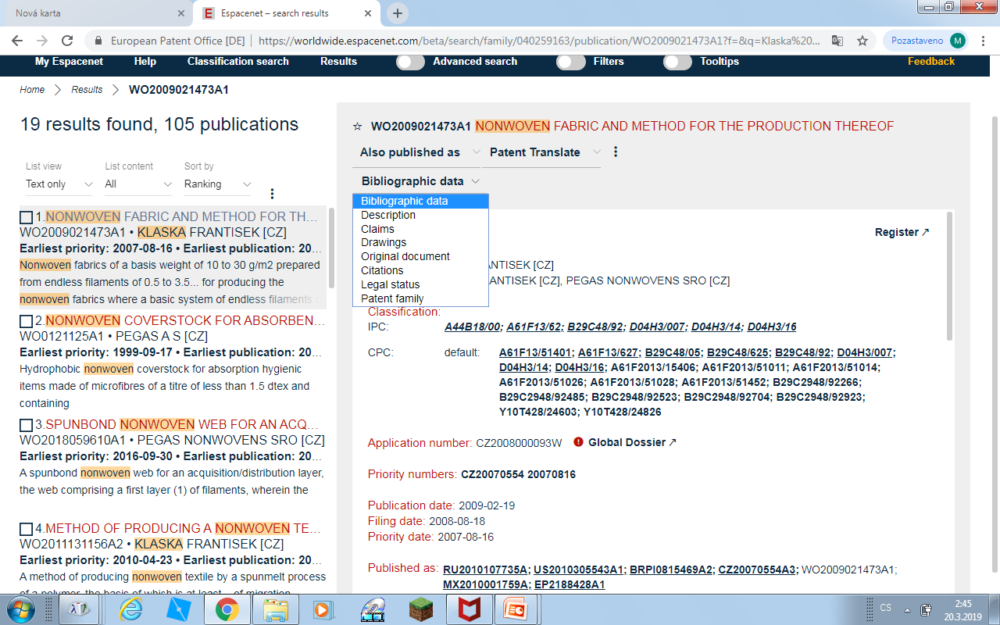 Nová karta
Espacenet – search results
European Patent Office [DE] | https://worldwide.espacenet.com/beta/search/family/040259163/publication/WO2009021473A1?f=&q=Klaska%20...
Pozastaveno M
My Espacenet Help Classification search Results Advanced search Filters Tooltips Feedback
Home Results WO2009021473A1
19 results found, 105 publications
List view List content Sort by
Text only All Ranking
1.NONWOVEN FABRIC AND METHOD FOR TH...
WO2009021473A1 • KLASKA FRANTISEK [CZ]
Earliest priority: 2007-08-16 • Earliest publication: 20...
Nonwoven fabrics of a basis weight of 10 to 30 g/m2 prepared
from endless filaments of 0.5 to 3.5... for producing the
nonwoven fabrics where a basic system of endless filaments
2.NONWOVEN COVERSTOCK FOR ABSORBEN...
WO0121125A1 • PEGAS A S [CZ]
Earliest priority: 1999-09-17 • Earliest publication: 20...
Hydrophobic nonwoven coverstock for absorption hygienic
items made of microfibres of a titre of less than 1.5 dtex and
containing
3.SPUNBOND NONWOVEN WEB FOR AN ACQ...
WO2018059610A1 • PEGAS NONWOVENS SRO [CZ]
Earliest priority: 2016-09-30 • Earliest publication: 20...
A spunbond nonwoven web for an acquisition/distribution layer,
the web comprising a first layer (1) of filaments, wherein the
4.METHOD OF PRODUCING A NONWOVEN TE...
WO2011131156A2 • KLASKA FRANTISEK [CZ]
Earliest priority: 2010-04-23 • Earliest publication: 20...
A method of producing nonwoven textile by a spunmelt process
of a polymer, the basis of which is at least... of migration
WO2009021473A1 NONWOVEN FABRIC AND METHOD FOR THE PRODUCTION THEREOF
Also published as Patent Translate
Bibliographic data
Bibliographic data
Description
Claims
Drawings
Original document
Citations
Legal status
Patent family
Register
ANTISEK [CZ]
ANTISEK [CZ], PEGAS NONWOVENS SRO [CZ]
Classification:
IPC: A44B18/00; A61F13/62; B29C48/92; D04H3/007; D04H3/14; D04H3/16
CPC: default: A61F13/51401; A61F13/627; B29C48/05; B29C48/625; B29C48/92; D04H3/007;
D04H3/14; D04H3/16; A61F2013/15406; A61F2013/51011; A61F2013/51014;
A61F2013/51026; A61F2013/51028; A61F2013/51452; B29C2948/92266;
B29C2948/92485; B29C2948/92523; B29C2948/92704; B29C2948/92923;
Y10T428/24603; Y10T428/24826
Application number: CZ2008000093W Global Dossier
Priority numbers: CZ20070554 20070816
Publication date: 2009-02-19
Filing date: 2008-08-18
Priority date: 2007-08-16
Published as: RU2010107735A; US2010305543A1; BRPI0815469A2; CZ20070554A3; WO2009021473A1;
MX2010001759A; EP2188428A1
CS 2:45
20.3.2019